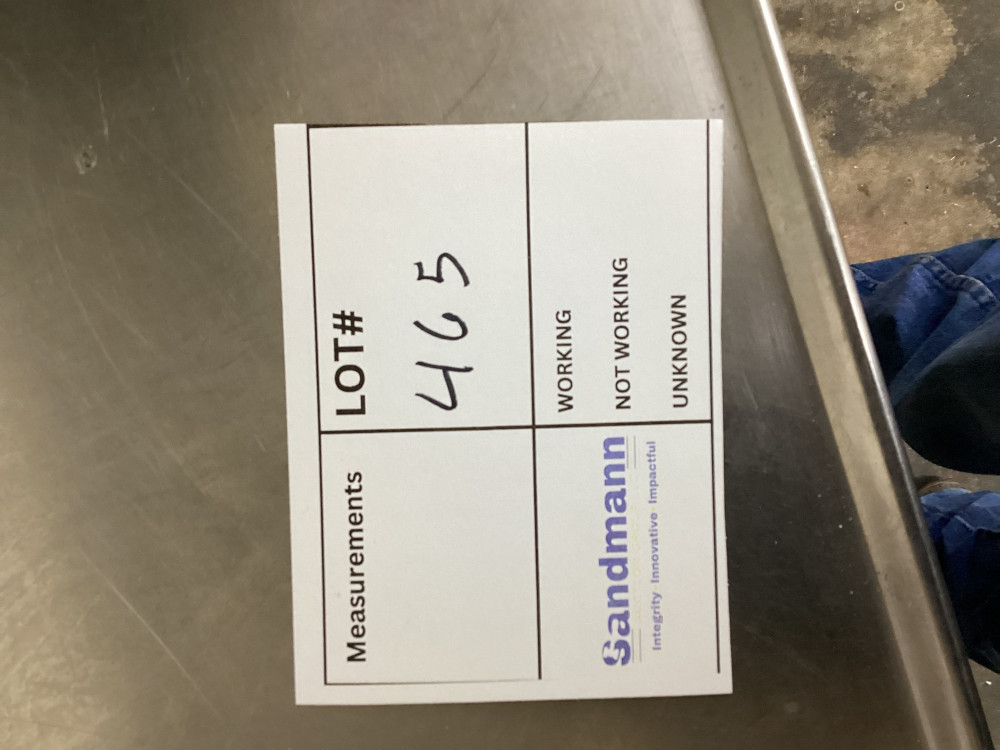 Measurements
LOT#
465
Sandmann
Integrity Innovative Impactful
WORKING
NOT WORKING
UNKNOWN